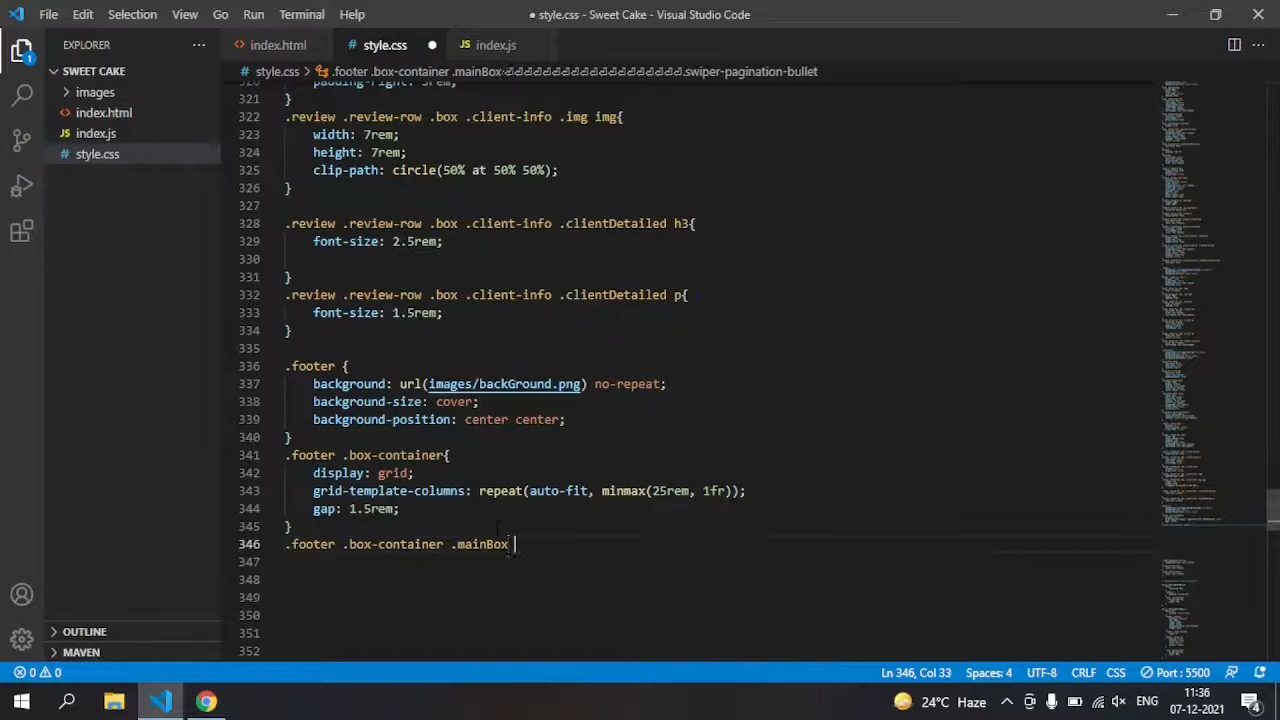 File Edit Selection View Go Run Terminal Help
● style.css - Sweet Cake - Visual Studio Code
EXPLORER
index.html
# style.css
JS index.js
SWEET CAKE
# style.css > .footer .box-container .mainBox .swiper-pagination-bullet
images
<> index.html
JS index.js
# style.css
320 padding-right: 3rem;
321 }
322 .review .review-row .box .client-info .img img{
323 width: 7rem;
324 height: 7rem;
325 clip-path: circle(50% at 50% 50%);
326 }
327
328 .review .review-row .box .client-info .clientDetailed h3{
329 font-size: 2.5rem;
330
331 }
332 .review .review-row .box .client-info .clientDetailed p{
333 font-size: 1.5rem;
334 }
335
336 .footer {
337 background: url(images/backGround.png) no-repeat;
338 background-size: cover;
339 background-position: center center;
340 }
341 .footer .box-container{
342 display: grid;
343 grid-template-columns: repeat(auto-fit, minmax(25rem, 1fr));
344 gap: 1.5rem;
345 }
346 .footer .box-container .mainBox
347
348
349
350
351
352
OUTLINE
MAVEN
1
0 0
Ln 346, Col 33 Spaces: 4 UTF-8 CRLF CSS Port : 5500
24°C Haze
ENG
11:36
07-12-2021
4